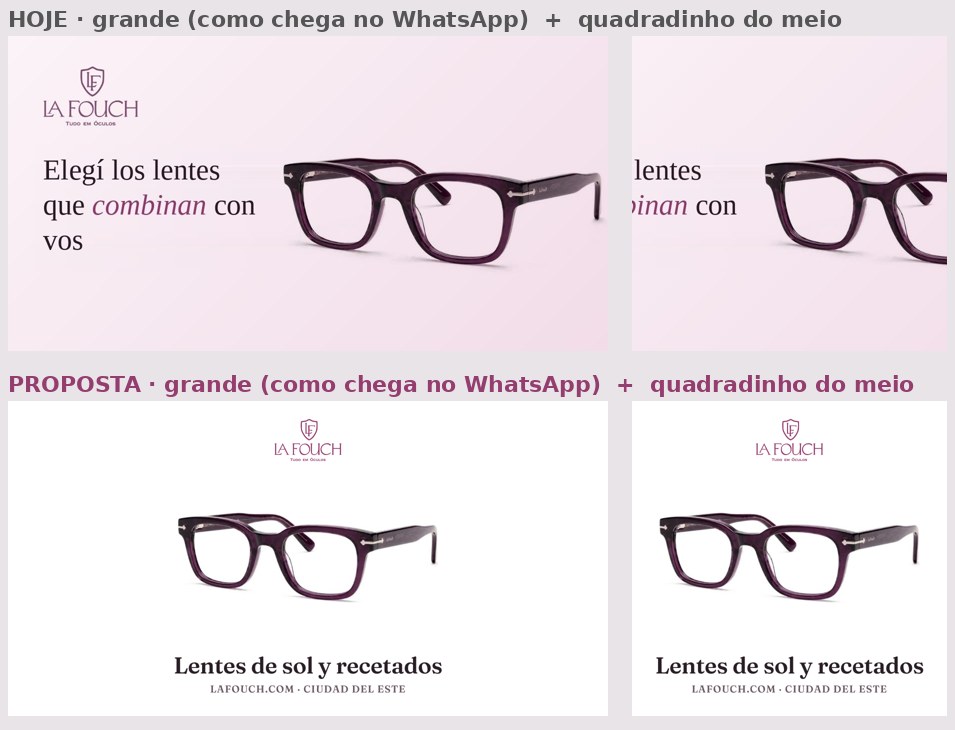 HOJE · grande (como chega no WhatsApp) + quadradinho do meio
LF
LA FOUCH
TUDO EM ÓCULOS
Elegí los lentes
que combinan con
vos
lentes
binan con
PROPOSTA · grande (como chega no WhatsApp) + quadradinho do meio
LF
LA FOUCH
TUDO EM ÓCULOS
Lentes de sol y recetados
LAFOUCH.COM · CIUDAD DEL ESTE
LF
LA FOUCH
TUDO EM ÓCULOS
Lentes de sol y recetados
LAFOUCH.COM · CIUDAD DEL ESTE